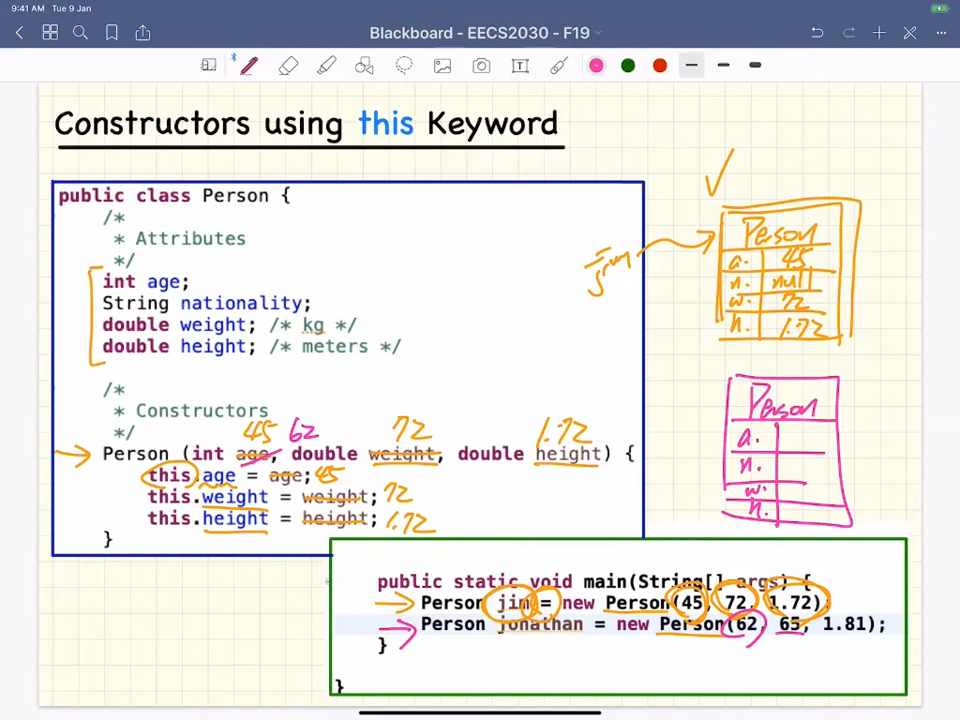 9:41 AM Tue 9 Jan
Blackboard - EECS2030 - F19
Constructors using this Keyword
public class Person {
/*
* Attributes
*/
int age;
String nationality;
double weight; /* kg */
double height; /* meters */
/*
* Constructors
*/
45 62 72 1.72
Person (int age, double weight, double height) {
this.age = age; 45
this.weight = weight; 72
this.height = height; 1.72
}
public static void main(String[] args) {
Person jim = new Person(45, 72, 1.72);
Person jonathan = new Person(62, 65, 1.81);
}
}
jim
Person
a. 45
n. null
w. 72
h. 1.72
Person
a.
n.
w.
h.